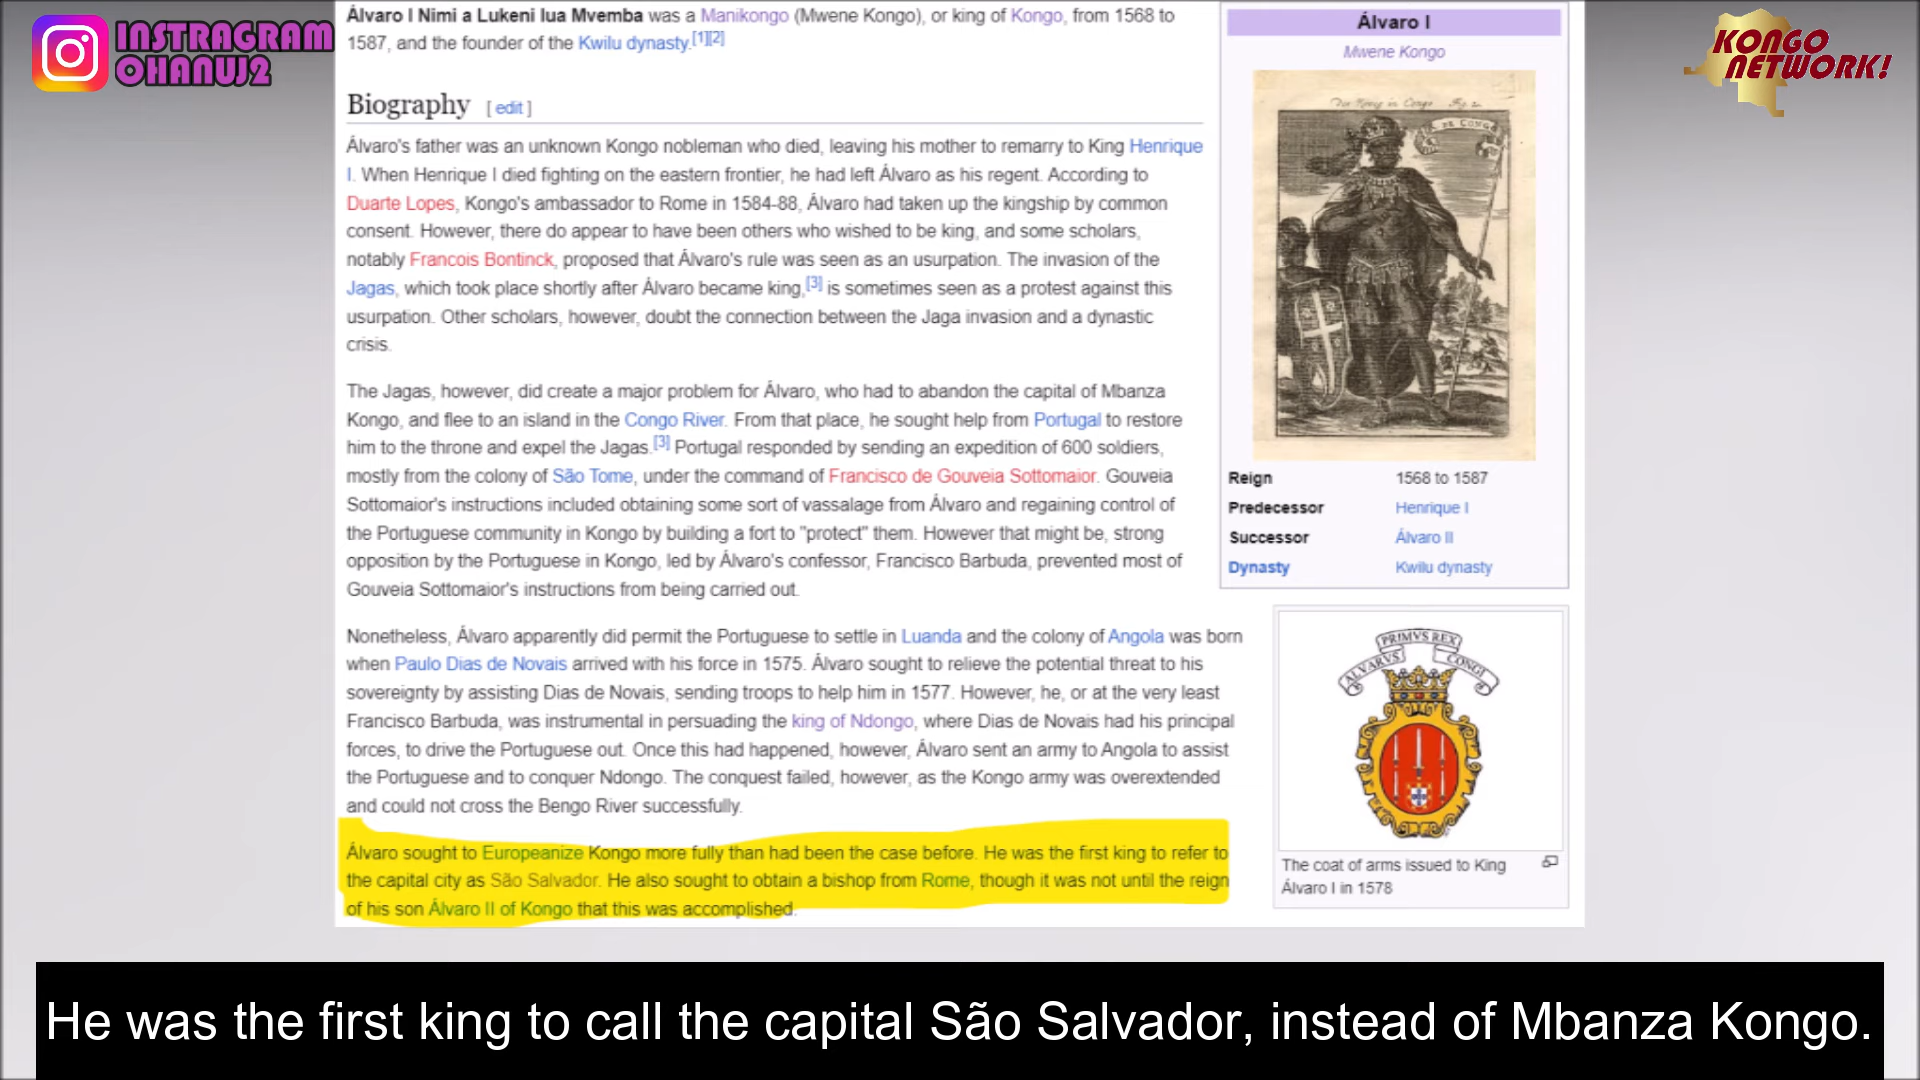 INSTRAGRAM
OHANUJ2
KONGO
NETWORK!
Álvaro I Nimi a Lukeni lua Mvemba was a Manikongo (Mwene Kongo), or king of Kongo, from 1568 to
1587, and the founder of the Kwilu dynasty.[1][2]
Biography [ edit ]
Álvaro's father was an unknown Kongo nobleman who died, leaving his mother to remarry to King Henrique
I. When Henrique I died fighting on the eastern frontier, he had left Álvaro as his regent. According to
Duarte Lopes, Kongo's ambassador to Rome in 1584-88, Álvaro had taken up the kingship by common
consent. However, there do appear to have been others who wished to be king, and some scholars,
notably Francois Bontinck, proposed that Álvaro's rule was seen as an usurpation. The invasion of the
Jagas, which took place shortly after Álvaro became king,[3] is sometimes seen as a protest against this
usurpation. Other scholars, however, doubt the connection between the Jaga invasion and a dynastic
crisis.
The Jagas, however, did create a major problem for Álvaro, who had to abandon the capital of Mbanza
Kongo, and flee to an island in the Congo River. From that place, he sought help from Portugal to restore
him to the throne and expel the Jagas.[3] Portugal responded by sending an expedition of 600 soldiers,
mostly from the colony of São Tome, under the command of Francisco de Gouveia Sottomaior. Gouveia
Sottomaior's instructions included obtaining some sort of vassalage from Álvaro and regaining control of
the Portuguese community in Kongo by building a fort to "protect" them. However that might be, strong
opposition by the Portuguese in Kongo, led by Álvaro's confessor, Francisco Barbuda, prevented most of
Gouveia Sottomaior's instructions from being carried out.
Nonetheless, Álvaro apparently did permit the Portuguese to settle in Luanda and the colony of Angola was born
when Paulo Dias de Novais arrived with his force in 1575. Álvaro sought to relieve the potential threat to his
sovereignty by assisting Dias de Novais, sending troops to help him in 1577. However, he, or at the very least
Francisco Barbuda, was instrumental in persuading the king of Ndongo, where Dias de Novais had his principal
forces, to drive the Portuguese out. Once this had happened, however, Álvaro sent an army to Angola to assist
the Portuguese and to conquer Ndongo. The conquest failed, however, as the Kongo army was overextended
and could not cross the Bengo River successfully.
Álvaro sought to Europeanize Kongo more fully than had been the case before. He was the first king to refer to
the capital city as São Salvador. He also sought to obtain a bishop from Rome, though it was not until the reign
of his son Álvaro II of Kongo that this was accomplished.
Álvaro I
Mwene Kongo
DE CONGO
Reign 1568 to 1587
Predecessor Henrique I
Successor Álvaro II
Dynasty Kwilu dynasty
PRIMVS REX
ALVARVS CONGI
The coat of arms issued to King
Álvaro I in 1578
He was the first king to call the capital São Salvador, instead of Mbanza Kongo.